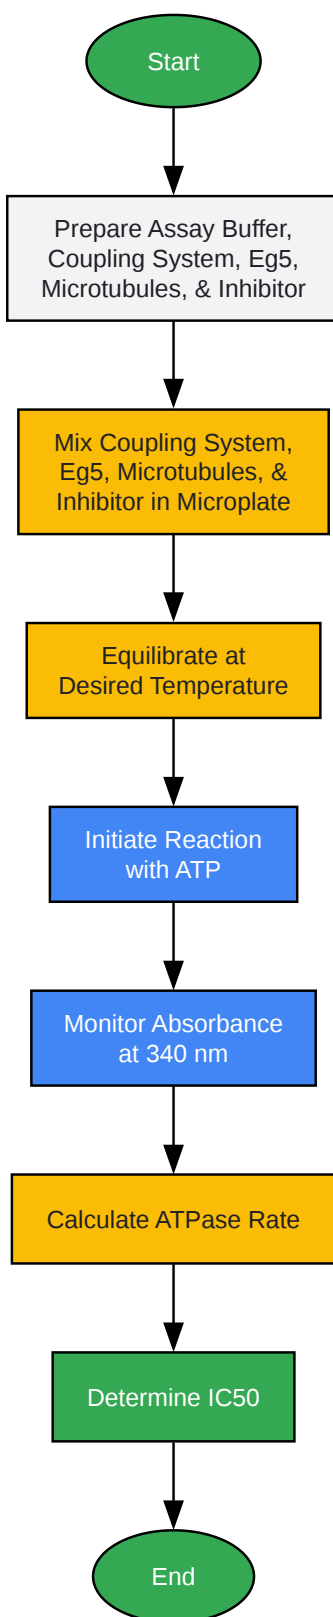 Start
Prepare Assay Buffer,
Coupling System, Eg5,
Microtubules, & Inhibitor
Mix Coupling System,
Eg5, Microtubules, &
Inhibitor in Microplate
Equilibrate at
Desired Temperature
Initiate Reaction
with ATP
Monitor Absorbance
at 340 nm
Calculate ATPase Rate
Determine IC50
End